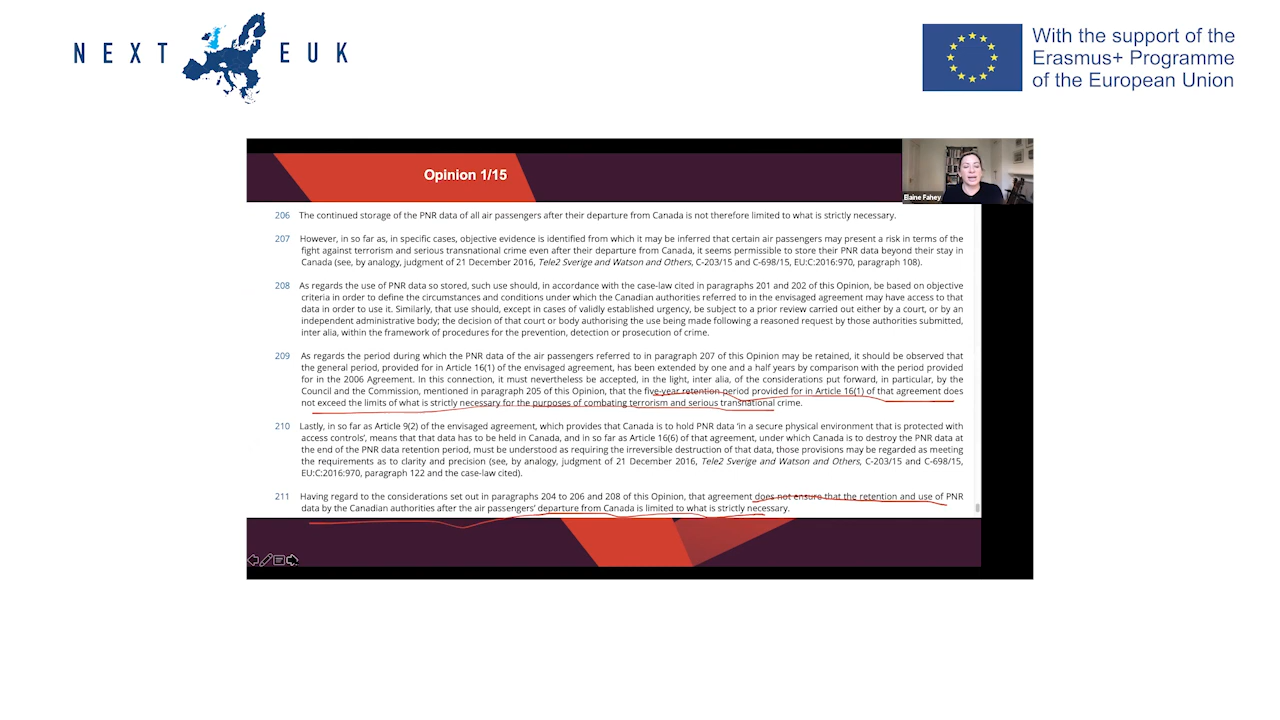 NEXT EUK
With the support of the
Erasmus+ Programme
of the European Union
Opinion 1/15
Elaine Fahey
206 The continued storage of the PNR data of all air passengers after their departure from Canada is not therefore limited to what is strictly necessary.
207 However, in so far as, in specific cases, objective evidence is identified from which it may be inferred that certain air passengers may present a risk in terms of the
fight against terrorism and serious transnational crime even after their departure from Canada, it seems permissible to store their PNR data beyond their stay in
Canada (see, by analogy, judgment of 21 December 2016, Tele2 Sverige and Watson and Others, C-203/15 and C-698/15, EU:C:2016:970, paragraph 108).
208 As regards the use of PNR data so stored, such use should, in accordance with the case-law cited in paragraphs 201 and 202 of this Opinion, be based on objective
criteria in order to define the circumstances and conditions under which the Canadian authorities referred to in the envisaged agreement may have access to that
data in order to use it. Similarly, that use should, except in cases of validly established urgency, be subject to a prior review carried out either by a court, or by an
independent administrative body; the decision of that court or body authorising the use being made following a reasoned request by those authorities submitted,
inter alia, within the framework of procedures for the prevention, detection or prosecution of crime.
209 As regards the period during which the PNR data of the air passengers referred to in paragraph 207 of this Opinion may be retained, it should be observed that
the general period, provided for in Article 16(1) of the envisaged agreement, has been extended by one and a half years by comparison with the period provided
for in the 2006 Agreement. In this connection, it must nevertheless be accepted, in the light, inter alia, of the considerations put forward, in particular, by the
Council and the Commission, mentioned in paragraph 205 of this Opinion, that the five-year retention period provided for in Article 16(1) of that agreement does
not exceed the limits of what is strictly necessary for the purposes of combating terrorism and serious transnational crime.
210 Lastly, in so far as Article 9(2) of the envisaged agreement, which provides that Canada is to hold PNR data ‘in a secure physical environment that is protected with
access controls’, means that that data has to be held in Canada, and in so far as Article 16(6) of that agreement, under which Canada is to destroy the PNR data at
the end of the PNR data retention period, must be understood as requiring the irreversible destruction of that data, those provisions may be regarded as meeting
the requirements as to clarity and precision (see, by analogy, judgment of 21 December 2016, Tele2 Sverige and Watson and Others, C-203/15 and C-698/15,
EU:C:2016:970, paragraph 122 and the case-law cited).
211 Having regard to the considerations set out in paragraphs 204 to 206 and 208 of this Opinion, that agreement does not ensure that the retention and use of PNR
data by the Canadian authorities after the air passengers’ departure from Canada is limited to what is strictly necessary.